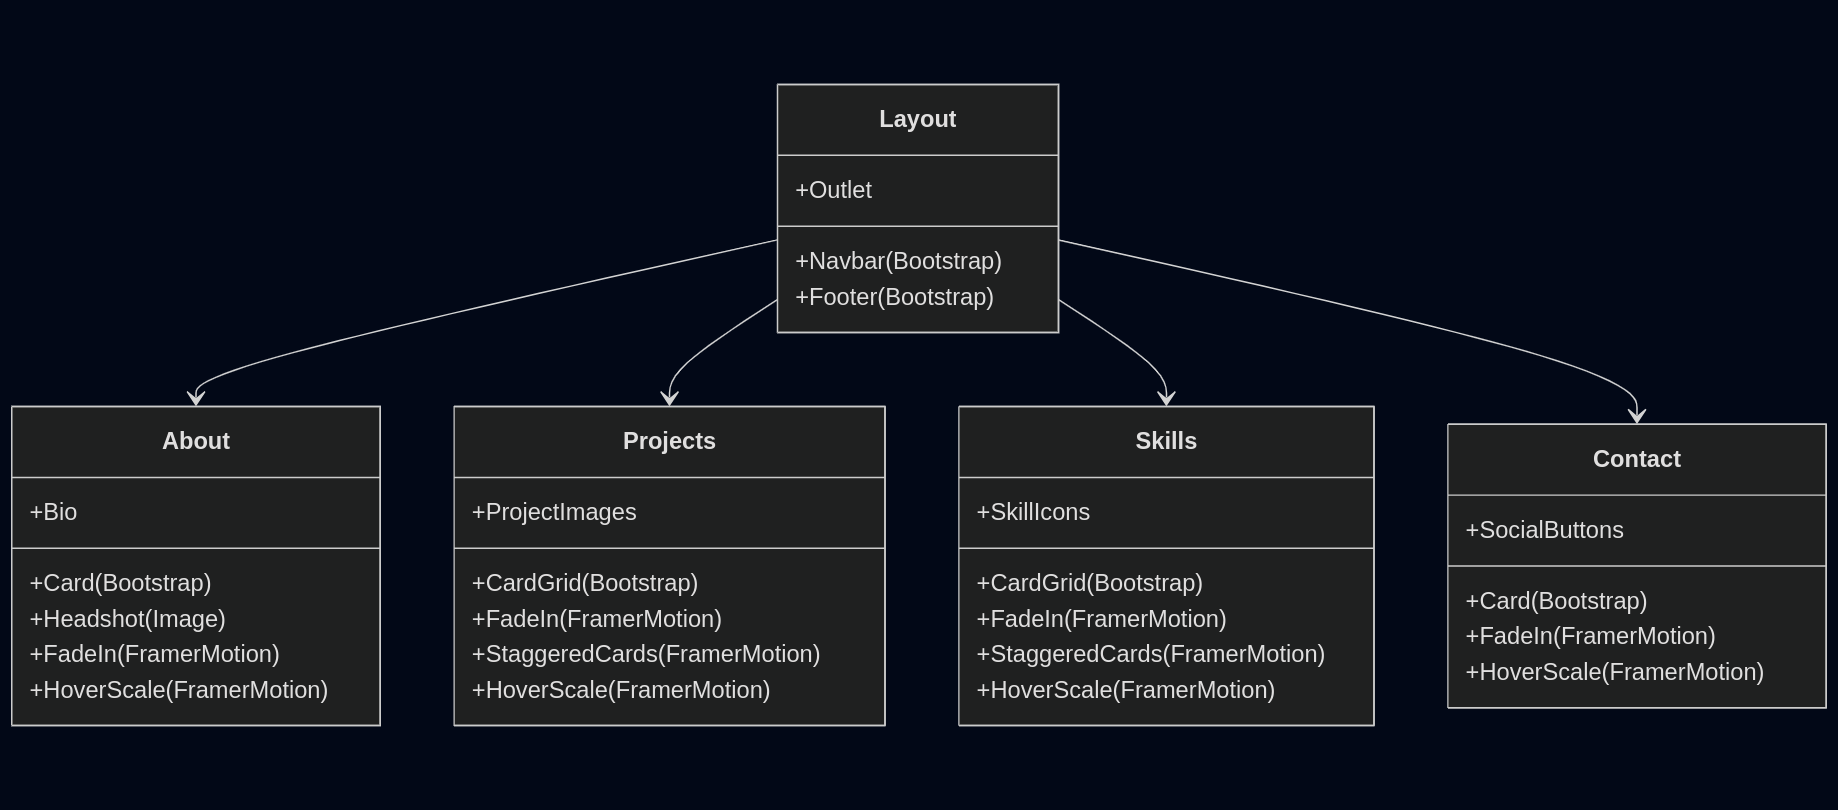 Layout
+Outlet
+Navbar(Bootstrap)
+Footer(Bootstrap)
About
+Bio
+Card(Bootstrap)
+Headshot(Image)
+FadeIn(FramerMotion)
+HoverScale(FramerMotion)
Projects
+ProjectImages
+CardGrid(Bootstrap)
+FadeIn(FramerMotion)
+StaggeredCards(FramerMotion)
+HoverScale(FramerMotion)
Skills
+SkillIcons
+CardGrid(Bootstrap)
+FadeIn(FramerMotion)
+StaggeredCards(FramerMotion)
+HoverScale(FramerMotion)
Contact
+SocialButtons
+Card(Bootstrap)
+FadeIn(FramerMotion)
+HoverScale(FramerMotion)